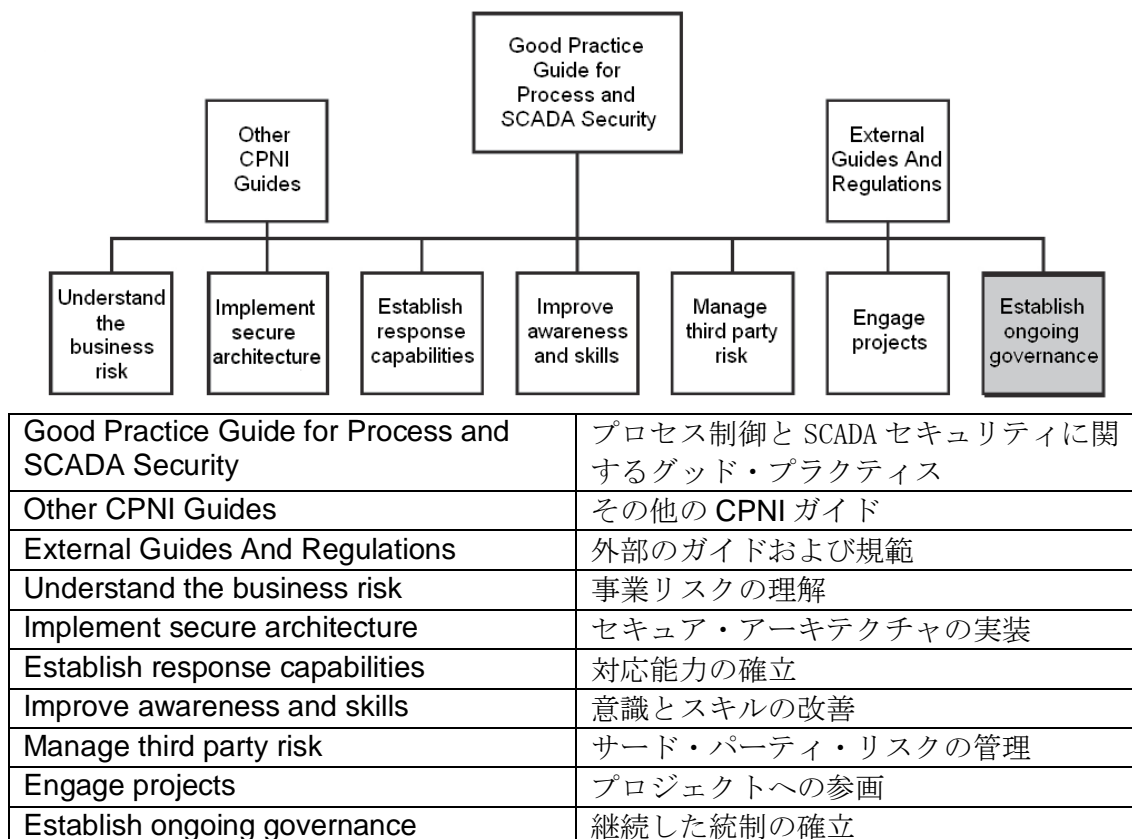 Good Practice
Guide for
Process and
SCADA Security
Other
CPNI
Guides
External
Guides And
Regulations
Understand
the
business
risk
Implement
secure
architecture
Establish
response
capabilities
Improve
awareness
and skills
Manage
third party
risk
Engage
projects
Establish
ongoing
governance
Good Practice Guide for Process and
SCADA Security
プロセス制御と SCADA セキュリティに関
するグッド・プラクティス
Other CPNI Guides
その他の CPNI ガイド
External Guides And Regulations
外部のガイドおよび規範
Understand the business risk
事業リスクの理解
Implement secure architecture
セキュア・アーキテクチャの実装
Establish response capabilities
対応能力の確立
Improve awareness and skills
意識とスキルの改善
Manage third party risk
サード・パーティ・リスクの管理
Engage projects
プロジェクトへの参画
Establish ongoing governance
継続した統制の確立